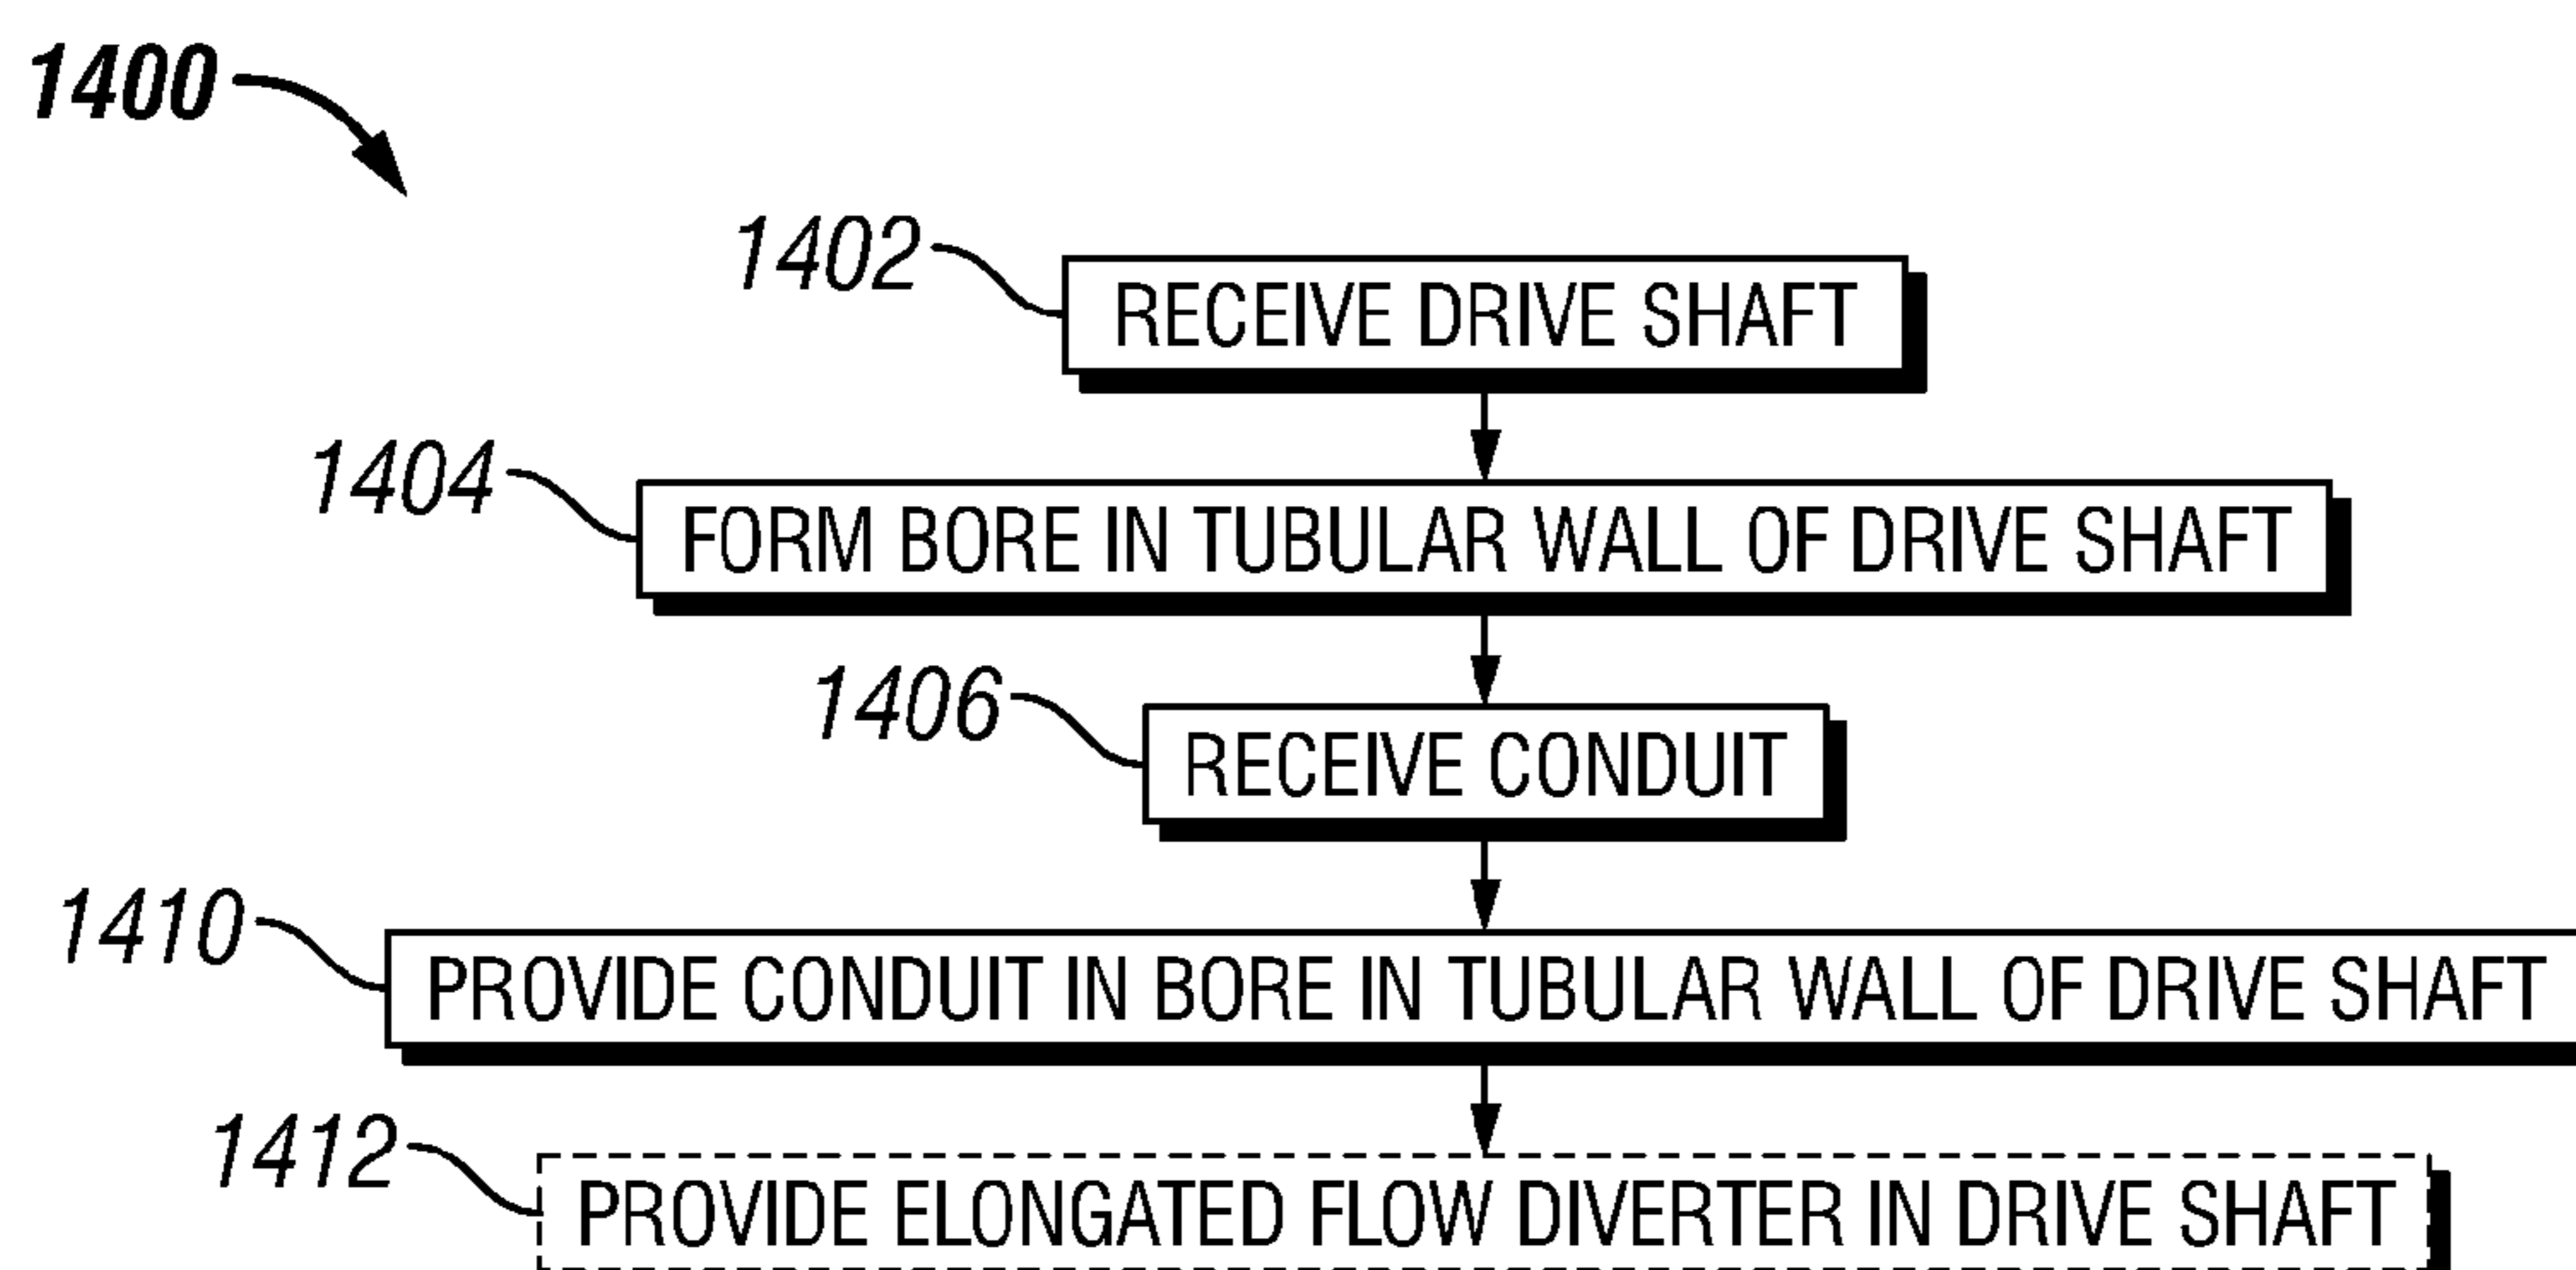 1400
1402
RECEIVE DRIVE SHAFT
1404
FORM BORE IN TUBULAR WALL OF DRIVE SHAFT
1406
RECEIVE CONDUIT
1410
PROVIDE CONDUIT IN BORE IN TUBULAR WALL OF DRIVE SHAFT
1412
PROVIDE ELONGATED FLOW DIVERTER IN DRIVE SHAFT